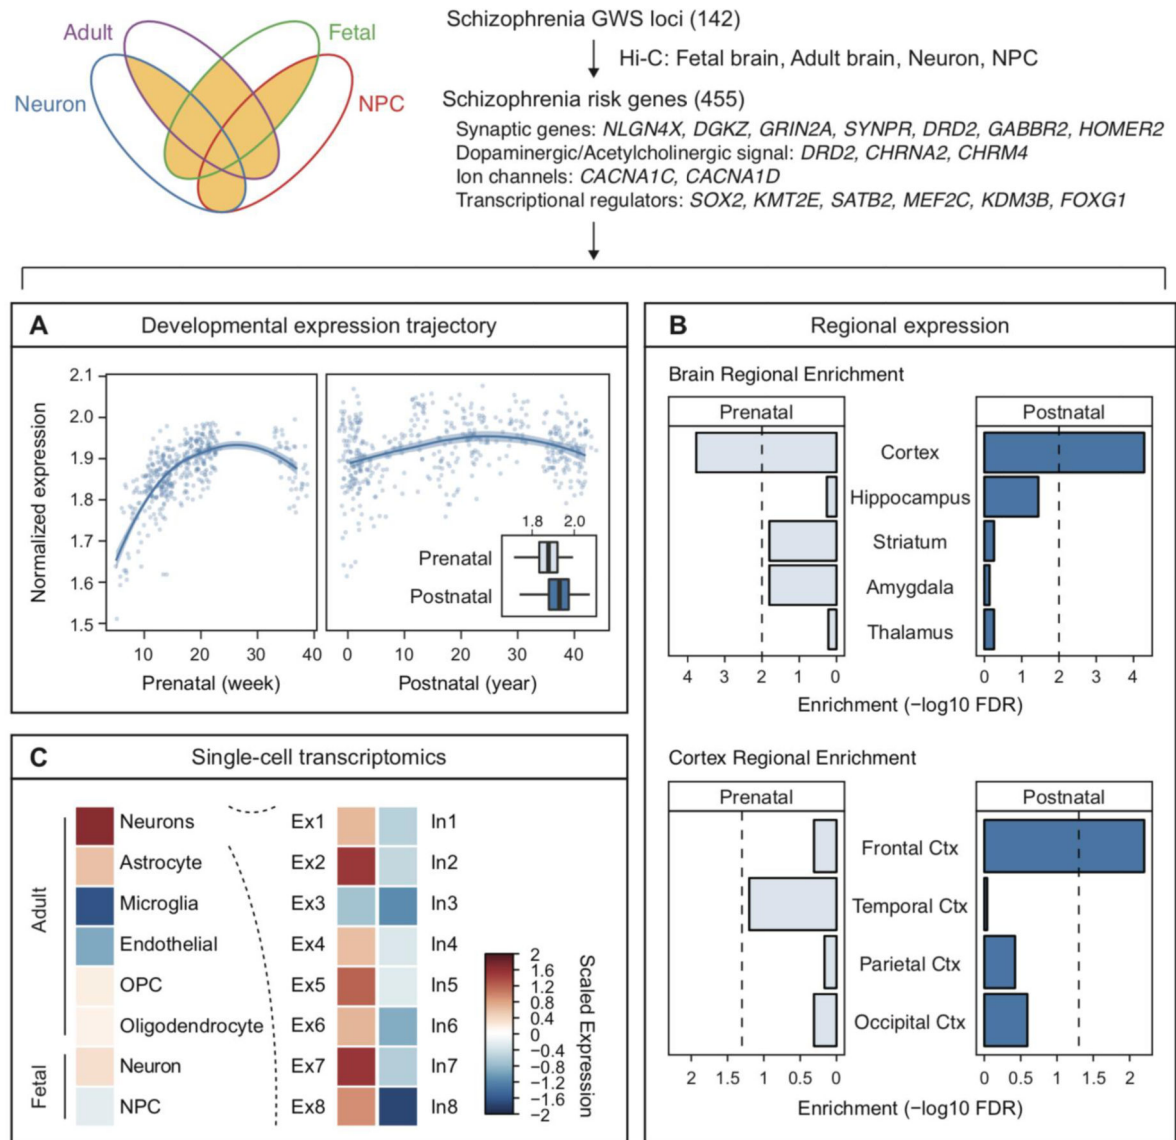 Adult
Fetal
Neuron
NPC
Schizophrenia GWS loci (142)
Hi-C: Fetal brain, Adult brain, Neuron, NPC
Schizophrenia risk genes (455)
Synaptic genes: NLGN4X, DGKZ, GRIN2A, SYNPR, DRD2, GABBR2, HOMER2
Dopaminergic/Acetylcholinergic signal: DRD2, CHRNA2, CHRM4
Ion channels: CACNA1C, CACNA1D
Transcriptional regulators: SOX2, KMT2E, SATB2, MEF2C, KDM3B, FOXG1
A Developmental expression trajectory
Normalized expression
2.1
2.0
1.9
1.8
1.7
1.6
1.5
10 20 30 40
Prenatal (week)
0 10 20 30 40
Postnatal (year)
1.8 2.0
Prenatal
Postnatal
B Regional expression
Brain Regional Enrichment
Prenatal Postnatal
Cortex
Hippocampus
Striatum
Amygdala
Thalamus
4 3 2 1 0 0 1 2 3 4
Enrichment (−log10 FDR)
Cortex Regional Enrichment
Prenatal Postnatal
Frontal Ctx
Temporal Ctx
Parietal Ctx
Occipital Ctx
2 1.5 1 0.5 0 0 0.5 1 1.5 2
Enrichment (−log10 FDR)
C Single-cell transcriptomics
Adult
Neurons
Astrocyte
Microglia
Endothelial
OPC
Oligodendrocyte
Fetal
Neuron
NPC
Ex1 In1
Ex2 In2
Ex3 In3
Ex4 In4
Ex5 In5
Ex6 In6
Ex7 In7
Ex8 In8
2
1.6
1.2
0.8
0.4
0
−0.4
−0.8
−1.2
−1.6
−2
Scaled Expression